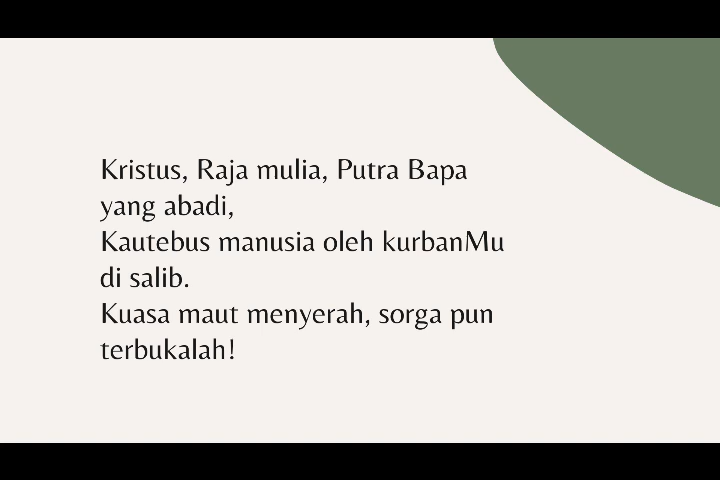 Kristus, Raja mulia, Putra Bapa
yang abadi,
Kautebus manusia oleh kurbanMu
di salib.
Kuasa maut menyerah, sorga pun
terbukalah!